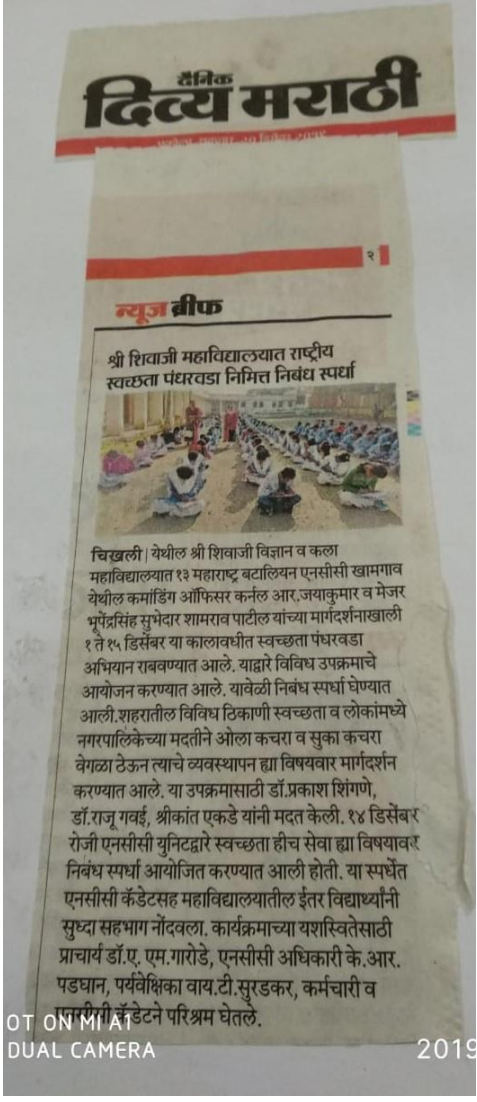 दैनिक
दिव्य मराठी
२
न्यूज ब्रीफ
श्री शिवाजी महाविद्यालयात राष्ट्रीय
स्वच्छता पंधरवडा निमित्त निबंध स्पर्धा
चिखली | येथील श्री शिवाजी विज्ञान व कला
महाविद्यालयात १३ महाराष्ट्र बटालियन एनसीसी खामगाव
येथील कमांडिंग ऑफिसर कर्नल आर.जयाकुमार व मेजर
भूपेंद्रसिंह सुभेदार शामराव पाटील यांच्या मार्गदर्शनाखाली
१ ते १५ डिसेंबर या कालावधीत स्वच्छता पंधरवडा
अभियान राबवण्यात आले. याद्वारे विविध उपक्रमाचे
आयोजन करण्यात आले. यावेळी निबंध स्पर्धा घेण्यात
आली.शहरातील विविध ठिकाणी स्वच्छता व लोकांमध्ये
नगरपालिकेच्या मदतीने ओला कचरा व सुका कचरा
वेगळा ठेऊन त्याचे व्यवस्थापन ह्या विषयवार मार्गदर्शन
करण्यात आले. या उपक्रमासाठी डॉ.प्रकाश शिंगणे,
डॉ.राजू गवई, श्रीकांत एकडे यांनी मदत केली. १४ डिसेंबर
रोजी एनसीसी युनिटद्वारे स्वच्छता हीच सेवा ह्या विषयावर
निबंध स्पर्धा आयोजित करण्यात आली होती. या स्पर्धेत
एनसीसी कॅडेटसह महाविद्यालयातील ईतर विद्यार्थ्यांनी
सुध्दा सहभाग नोंदवला. कार्यक्रमाच्या यशस्वितेसाठी
प्राचार्य डॉ.ए. एम.गारोडे, एनसीसी अधिकारी के.आर.
पडघान, पर्यवेक्षिका वाय.टी.सुरडकर, कर्मचारी व
एनसीसी कॅडेटने परिश्रम घेतले.
OT ON MI A1
DUAL CAMERA
2019